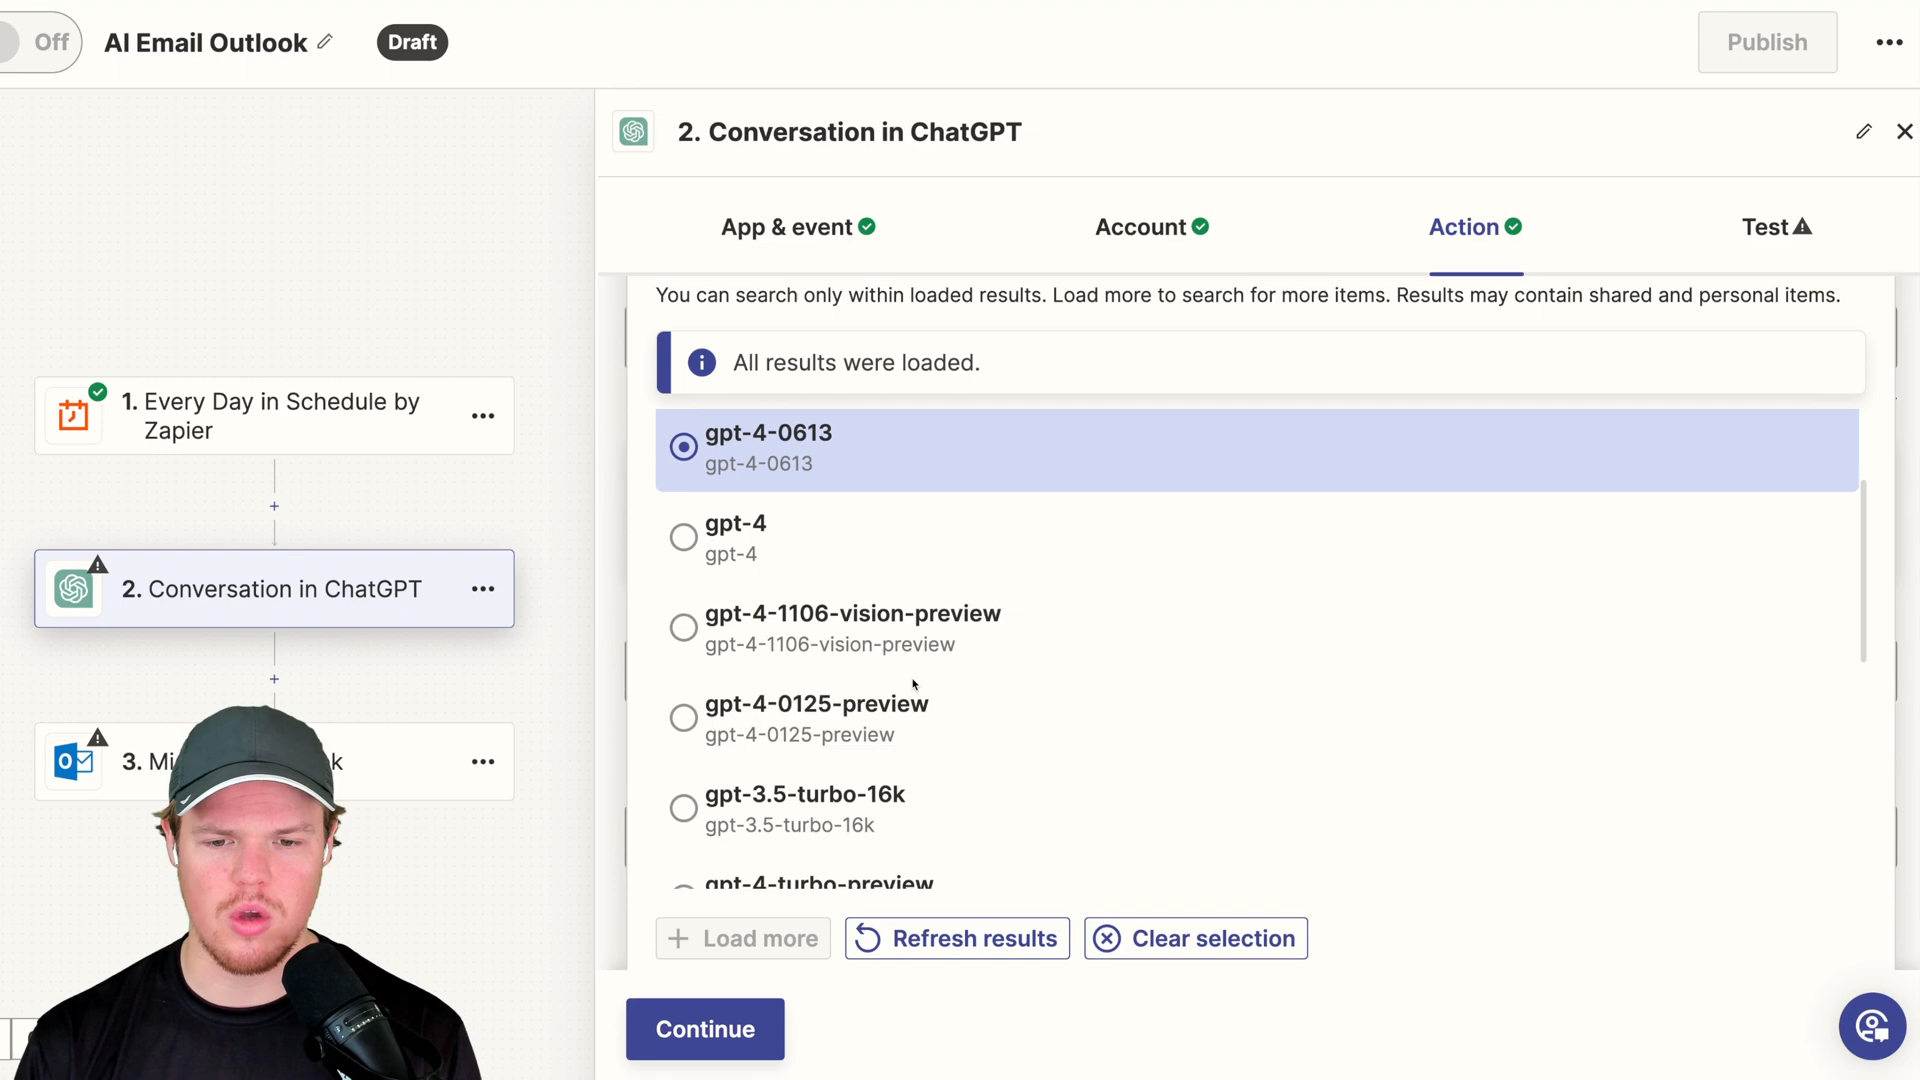 Off
AI Email Outlook
Draft
Publish
2. Conversation in ChatGPT
App & event
Account
Action
Test
You can search only within loaded results. Load more to search for more items. Results may contain shared and personal items.
All results were loaded.
gpt-4-0613
gpt-4-0613
gpt-4
gpt-4
gpt-4-1106-vision-preview
gpt-4-1106-vision-preview
gpt-4-0125-preview
gpt-4-0125-preview
gpt-3.5-turbo-16k
gpt-3.5-turbo-16k
gpt-4-turbo-preview
Load more
Refresh results
Clear selection
Continue
1. Every Day in Schedule by
Zapier
2. Conversation in ChatGPT
3.